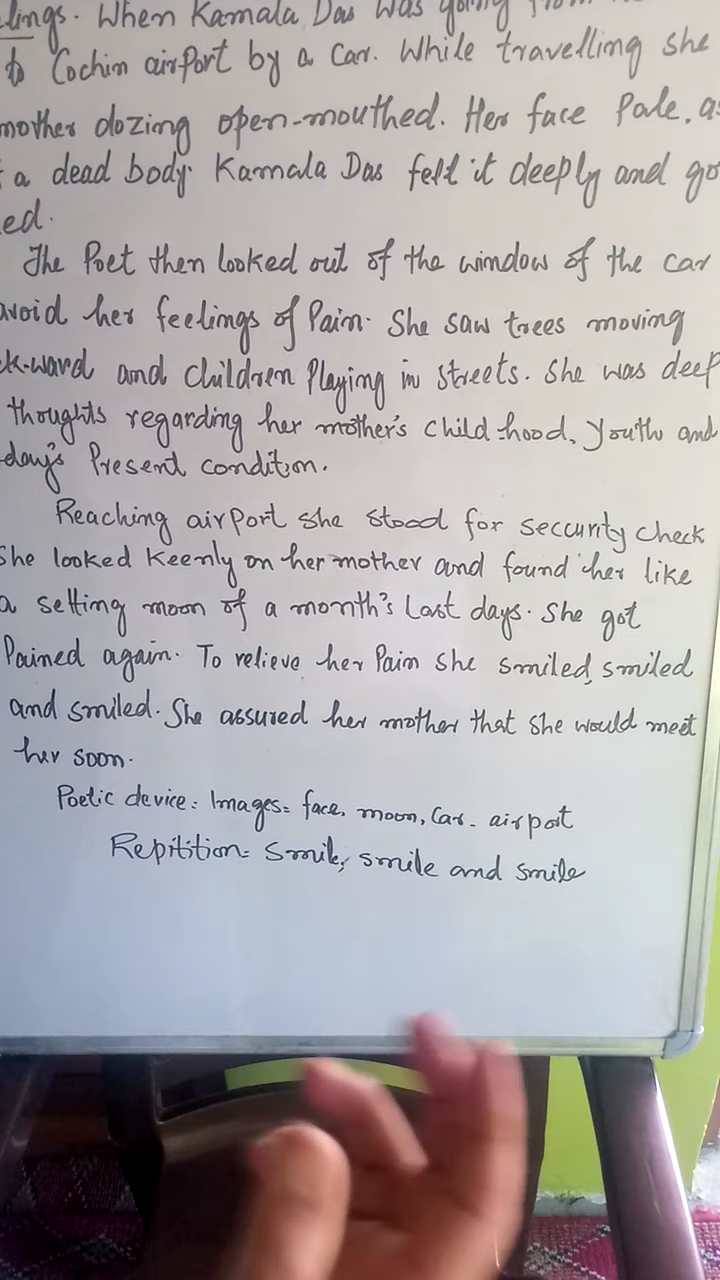 lings. When Kamala Das was going from
to Cochin airport by a Car. While travelling she
mother dozing open-mouthed. Her face Pale, as
a dead body. Kamala Das felt it deeply and go
ed.
The Poet then looked out of the window of the car
avoid her feelings of Pain. She saw trees moving
k-ward and Children Playing in Streets. She was deep
thoughts regarding her mother's Child-hood, Youth and
day's Present condition.
Reaching airport she stood for seccurity check
She looked Keenly on her mother and found her like
a setting moon of a month's Last days. She got
Pained again. To relieve her Pain she smiled, smiled
and smiled. She assured her mother that she would meet
her soon.
Poetic device: Images= face, moon, Car- airport
Repitition= Smile, smile and smile